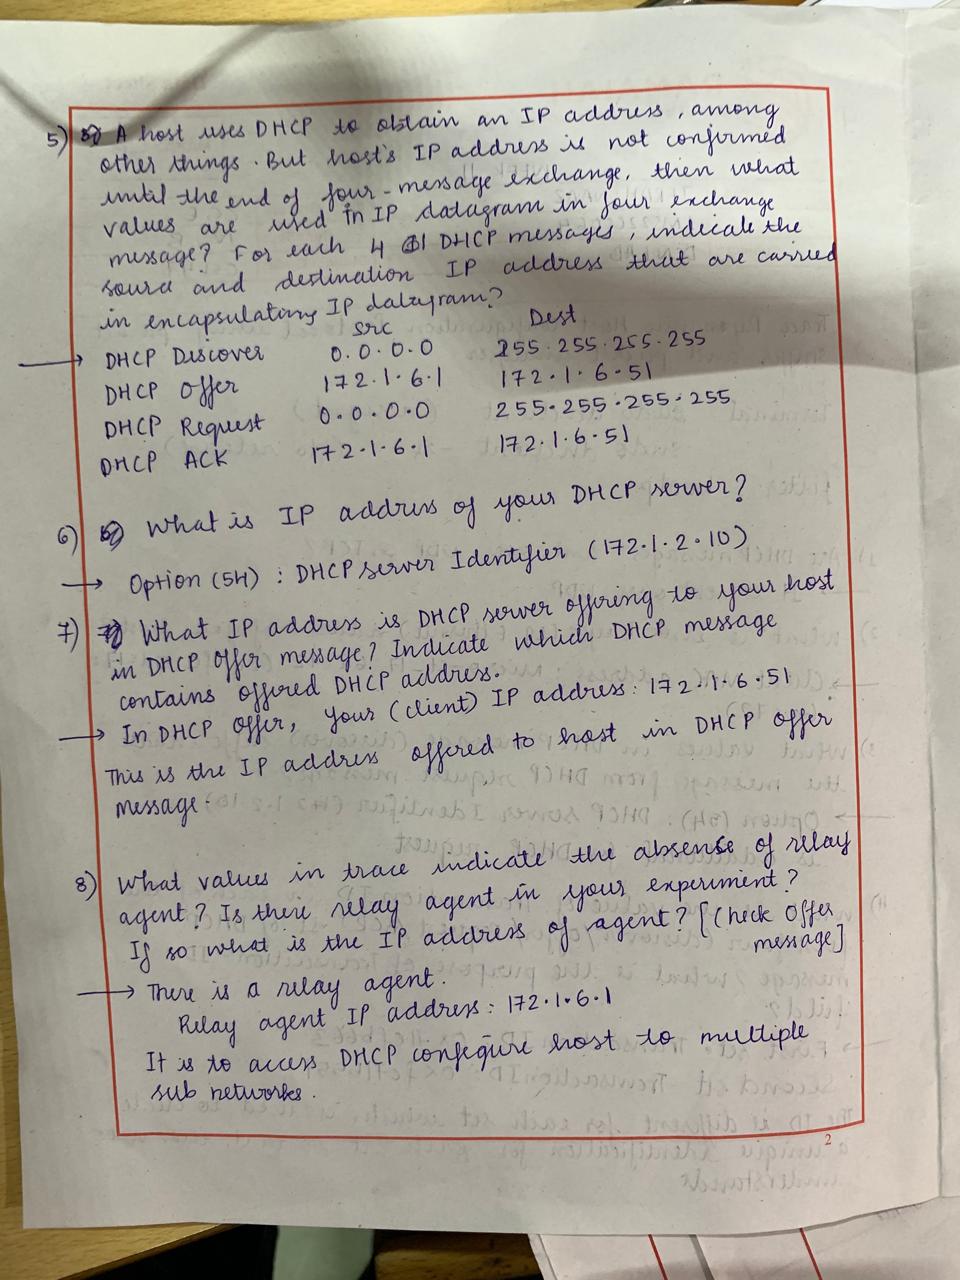 5) A host uses DHCP to obtain an IP address, among
other things. But host's IP address is not confirmed
until the end of four-message exchange, then what
values are used in IP datagram in four exchange
message? For each 4 DHCP messages, indicate the
source and destination IP address that are carried
in encapsulating IP datagram?
Src Dest
→ DHCP Discover 0.0.0.0 255.255.255.255
DHCP Offer 172.1.6.1 172.1.6.51
DHCP Request 0.0.0.0 255.255.255.255
DHCP ACK 172.1.6.1 172.1.6.51
6) What is IP address of your DHCP server?
→ Option (54) : DHCP server Identifier (172.1.2.10)
7) What IP address is DHCP server offering to your host
in DHCP offer message? Indicate which DHCP message
contains offered DHCP address.
→ In DHCP Offer, your (client) IP address: 172.1.6.51
This is the IP address offered to host in DHCP offer
message.
8) What values in trace indicate the absense of relay
agent? Is there relay agent in your experiment?
If so what is the IP address of agent? [Check Offer
message]
→ There is a relay agent.
Relay agent IP address: 172.1.6.1
It is to access DHCP configure host to multiple
sub networks.
2